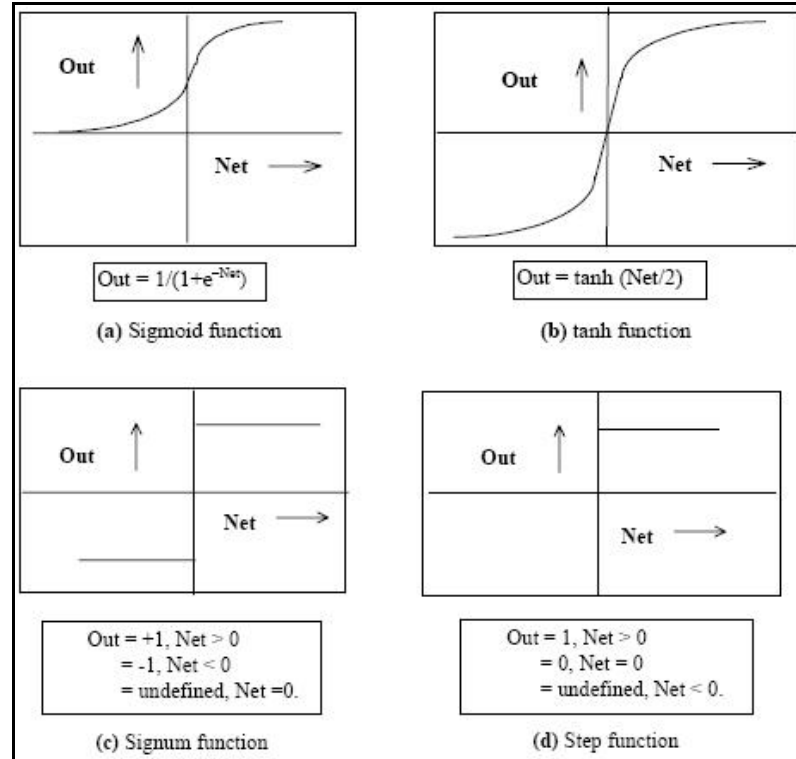 Out
Net
Out = 1/(1+e^–Net)
(a) Sigmoid function
Out
Net
Out = tanh (Net/2)
(b) tanh function
Out
Net
Out = +1, Net > 0
= -1, Net < 0
= undefined, Net =0.
(c) Signum function
Out
Net
Out = 1, Net > 0
= 0, Net = 0
= undefined, Net < 0.
(d) Step function